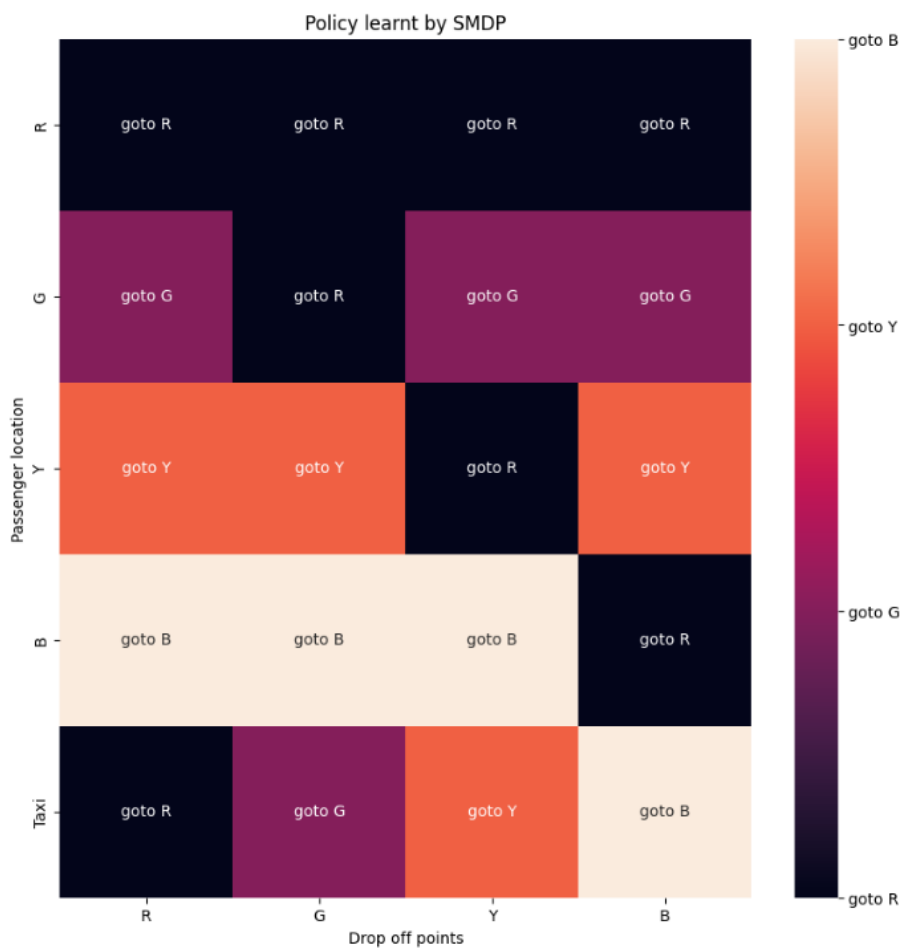 Policy learnt by SMDP
goto B
R
goto R
goto R
goto R
goto R
goto Y
G
goto G
goto R
goto G
goto G
Passenger location
Y
goto Y
goto Y
goto R
goto Y
goto G
B
goto B
goto B
goto B
goto R
Taxi
goto R
goto G
goto Y
goto B
goto R
R
G
Y
B
Drop off points